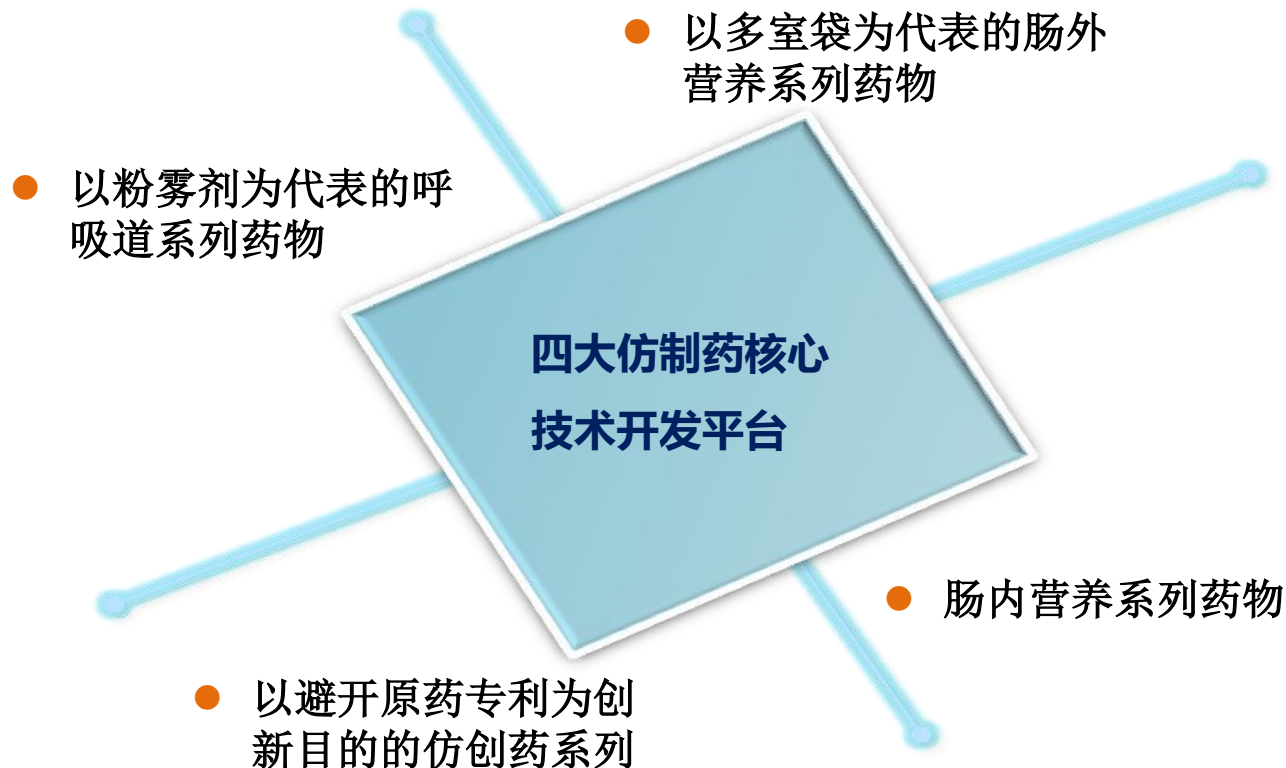 以多室袋为代表的肠外
营养系列药物
以粉雾剂为代表的呼
吸道系列药物
四大仿制药核心
技术开发平台
肠内营养系列药物
以避开原药专利为创
新目的的仿创药系列